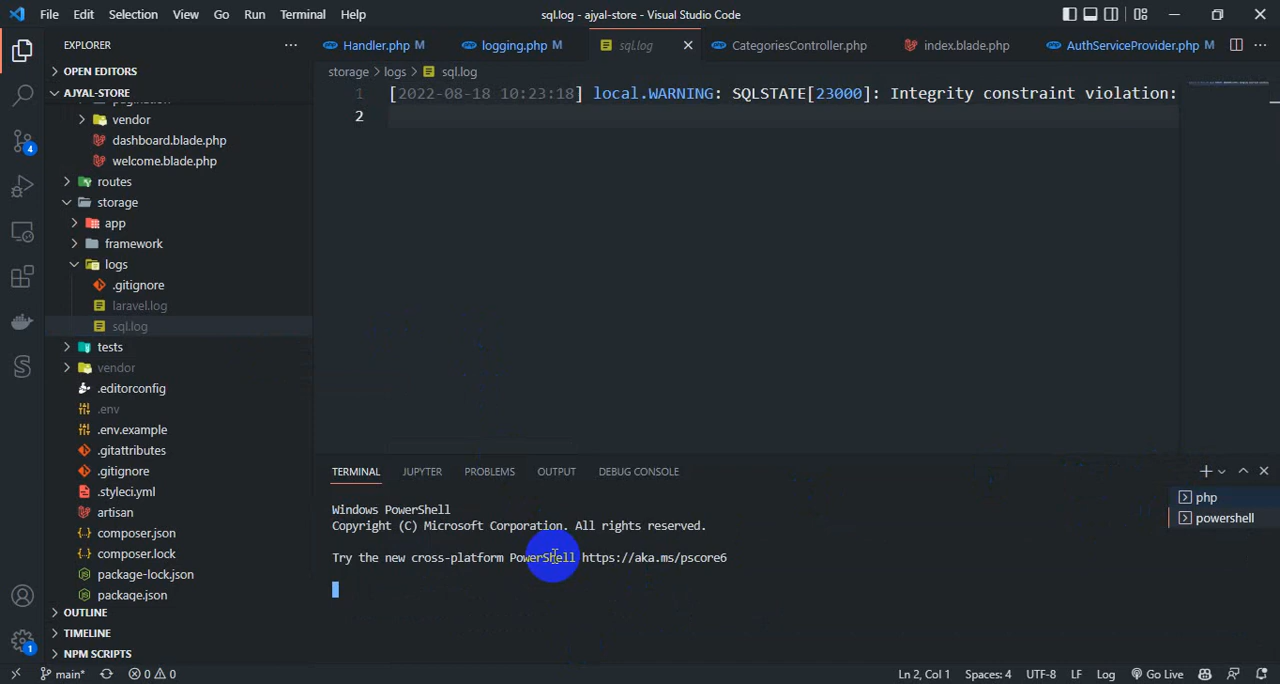 File Edit Selection View Go Run Terminal Help sql.log - ajyal-store - Visual Studio Code
EXPLORER
OPEN EDITORS
AJYAL-STORE
vendor
dashboard.blade.php
welcome.blade.php
routes
storage
app
framework
logs
.gitignore
laravel.log
sql.log
tests
vendor
.editorconfig
.env
.env.example
.gitattributes
.gitignore
.styleci.yml
artisan
composer.json
composer.lock
package-lock.json
package.json
OUTLINE
TIMELINE
NPM SCRIPTS
4
1
Handler.php M logging.php M sql.log CategoriesController.php index.blade.php AuthServiceProvider.php M
storage > logs > sql.log
1 [2022-08-18 10:23:18] local.WARNING: SQLSTATE[23000]: Integrity constraint violation:
2
TERMINAL JUPYTER PROBLEMS OUTPUT DEBUG CONSOLE
Windows PowerShell
Copyright (C) Microsoft Corporation. All rights reserved.
Try the new cross-platform PowerShell https://aka.ms/pscore6
php
powershell
main* 0 0 Ln 2, Col 1 Spaces: 4 UTF-8 LF Log Go Live